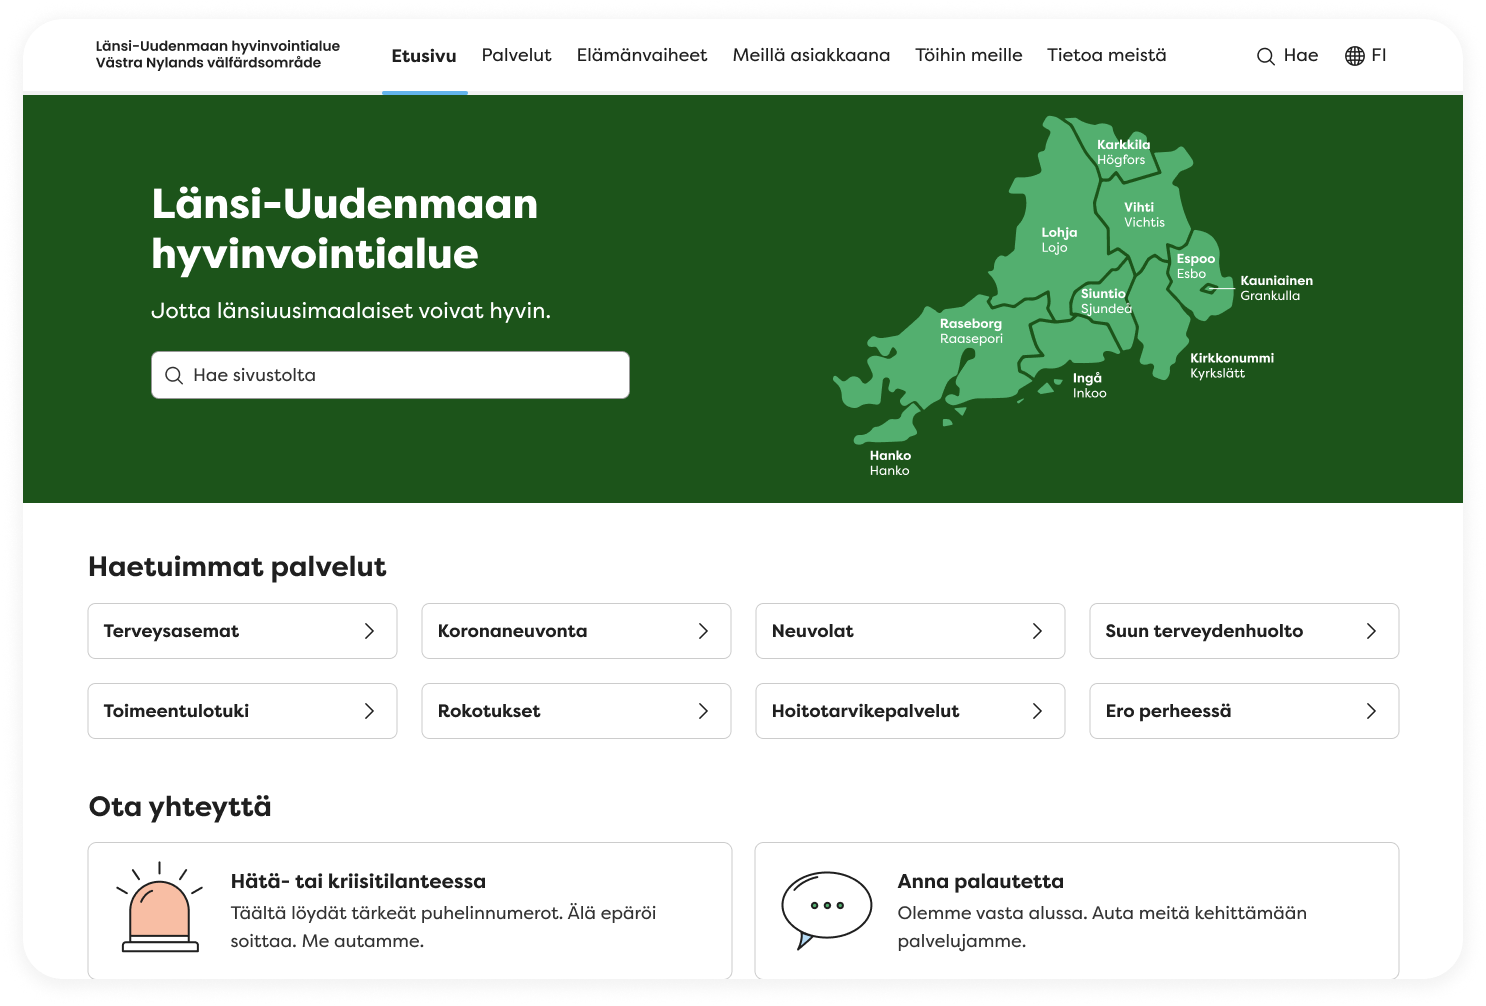 Länsi-Uudenmaan hyvinvointialue
Västra Nylands välfärdsområde
Etusivu
Palvelut
Elämänvaiheet
Meillä asiakkaana
Töihin meille
Tietoa meistä
Hae
FI
Länsi-Uudenmaan
hyvinvointialue
Jotta länsiuusimaalaiset voivat hyvin.
Hae sivustolta
Karkkila
Högfors
Vihti
Vichtis
Lohja
Lojo
Espoo
Esbo
Kauniainen
Grankulla
Siuntio
Sjundeå
Raseborg
Raasepori
Kirkkonummi
Kyrkslätt
Ingå
Inkoo
Hanko
Hanko
Haetuimmat palvelut
Terveysasemat
Koronaneuvonta
Neuvolat
Suun terveydenhuolto
Toimeentulotuki
Rokotukset
Hoitotarvikepalvelut
Ero perheessä
Ota yhteyttä
Hätä- tai kriisitilanteessa
Täältä löydät tärkeät puhelinnumerot. Älä epäröi
soittaa. Me autamme.
Anna palautetta
Olemme vasta alussa. Auta meitä kehittämään
palvelujamme.